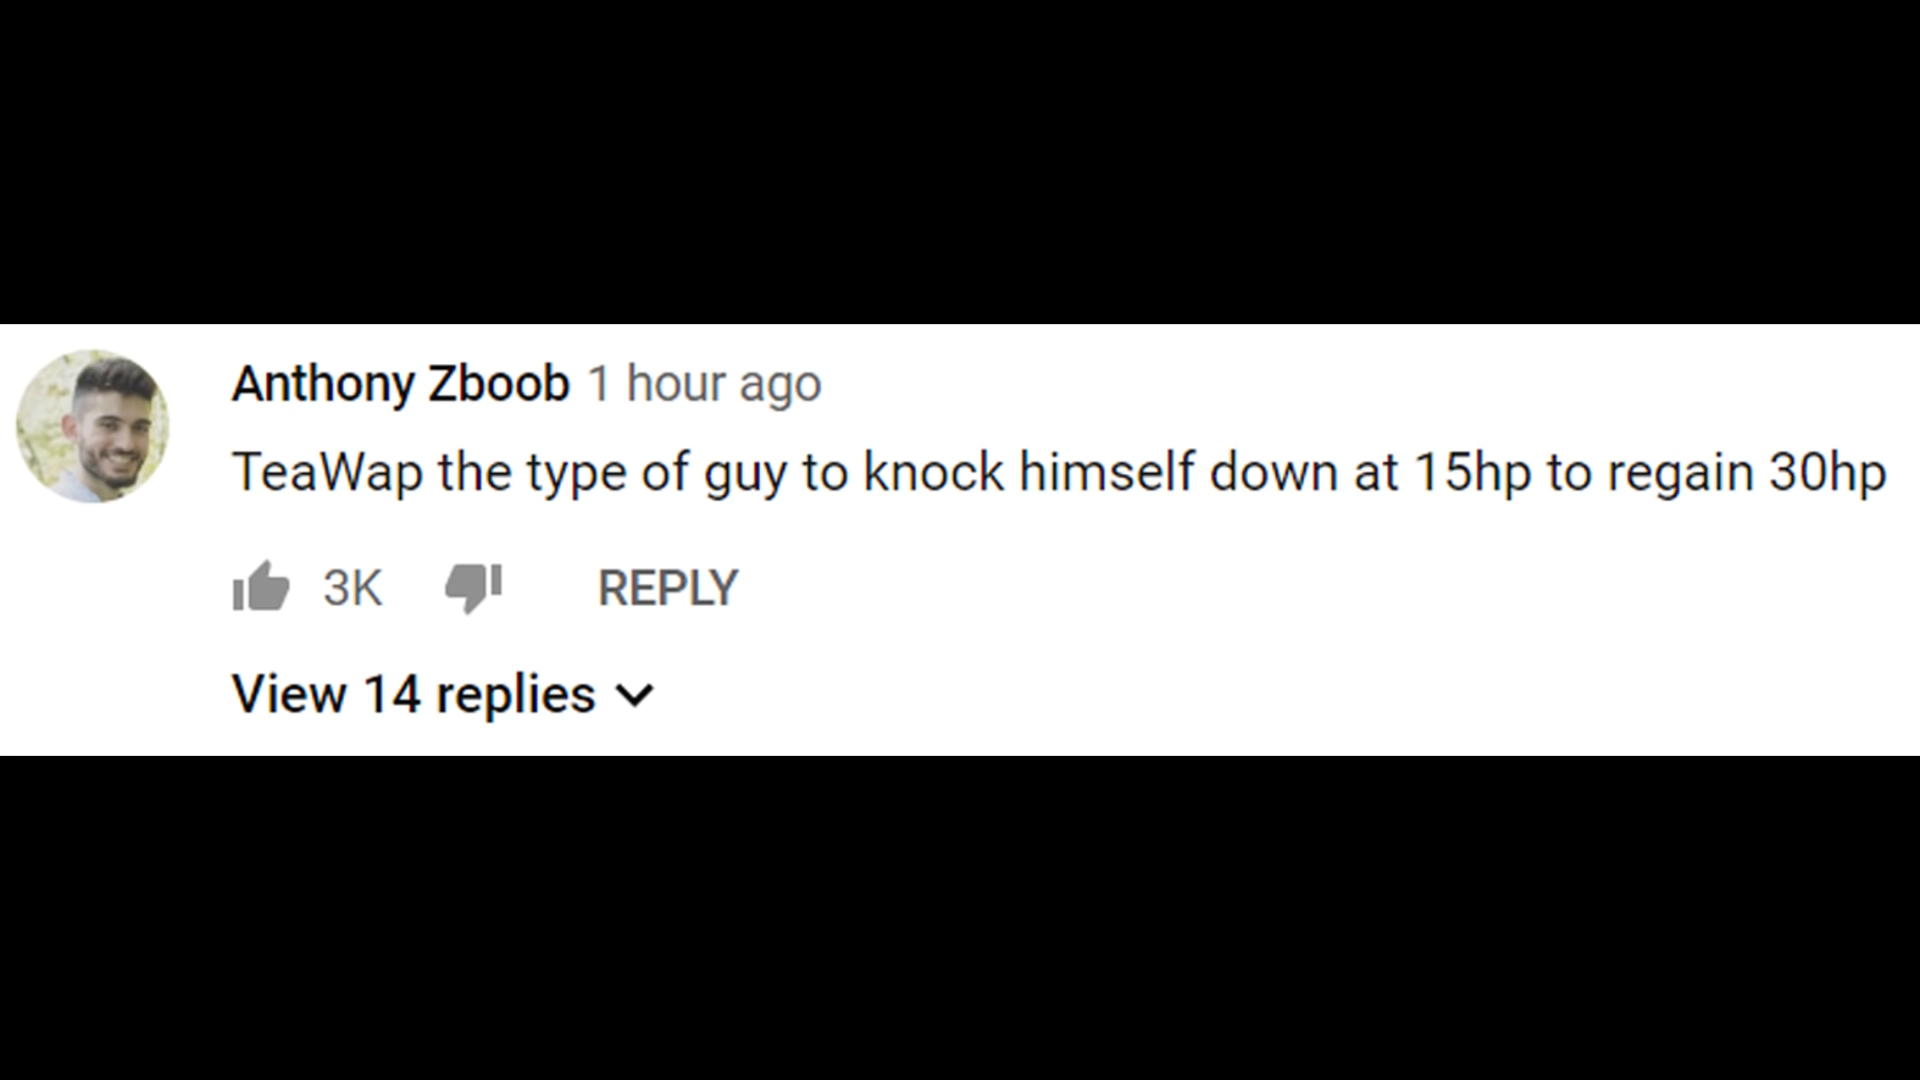 Anthony Zboob 1 hour ago
TeaWap the type of guy to knock himself down at 15hp to regain 30hp
3K REPLY
View 14 replies